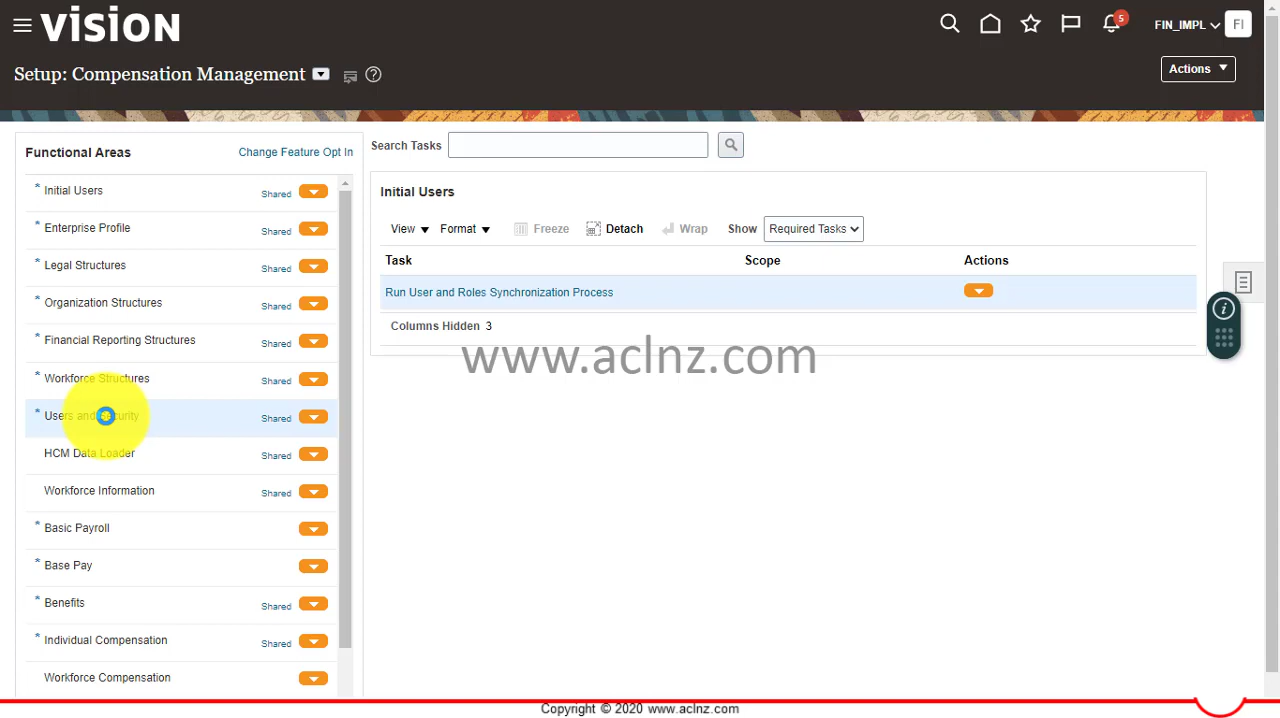 VISION
5
FIN_IMPL
FI
Setup: Compensation Management
Actions
Functional Areas
Change Feature Opt In
* Initial Users Shared
* Enterprise Profile Shared
* Legal Structures Shared
* Organization Structures Shared
* Financial Reporting Structures Shared
* Workforce Structures Shared
* Users and Security Shared
HCM Data Loader Shared
Workforce Information Shared
* Basic Payroll
* Base Pay
* Benefits Shared
* Individual Compensation Shared
Workforce Compensation
Search Tasks
Initial Users
View Format Freeze Detach Wrap Show Required Tasks
Task Scope Actions
Run User and Roles Synchronization Process
Columns Hidden 3
www.aclnz.com
Copyright © 2020 www.aclnz.com